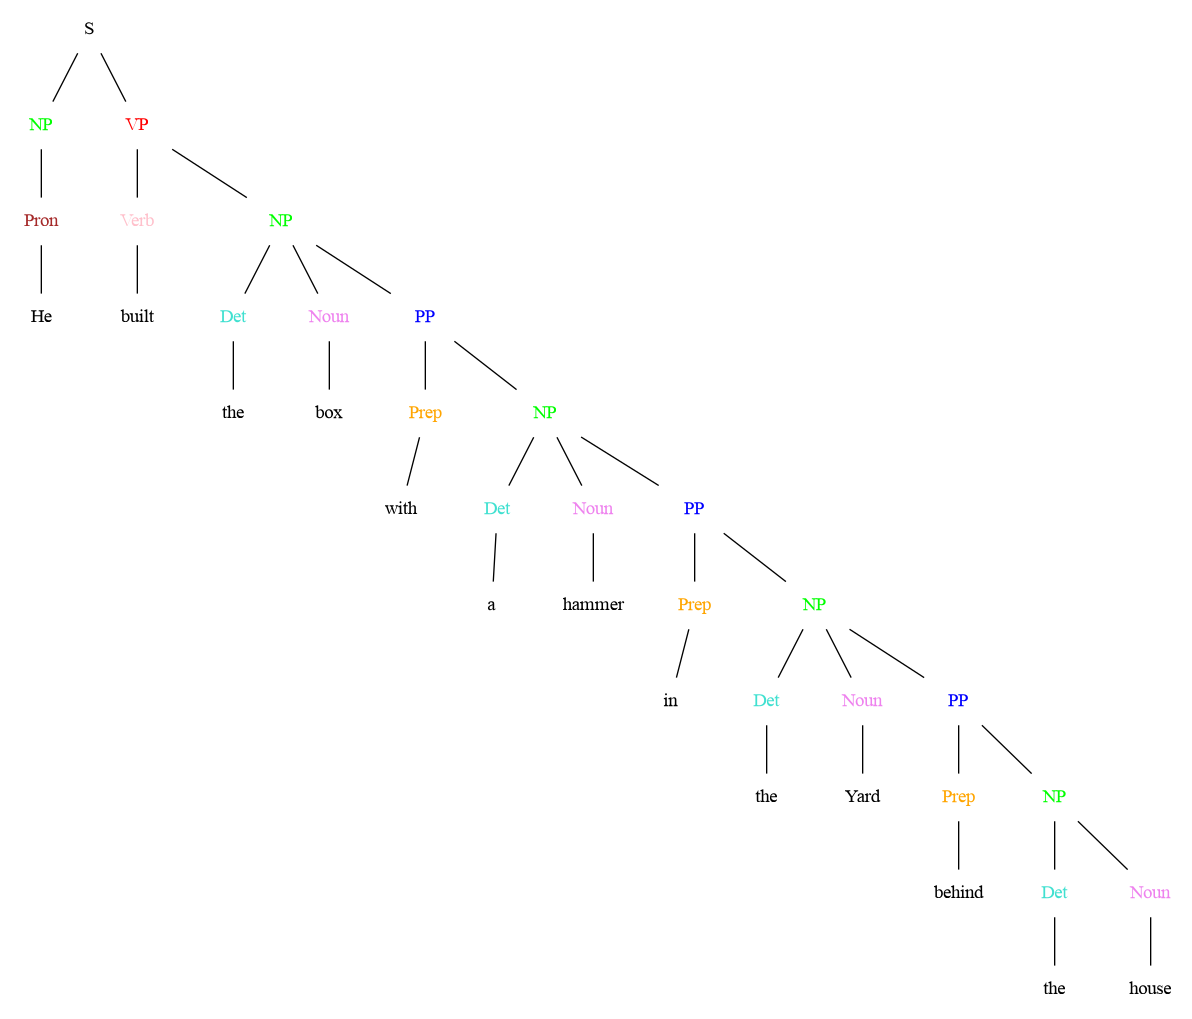 S
NP VP
Pron Verb NP
He built Det Noun PP
the box Prep NP
with Det Noun PP
a hammer Prep NP
in Det Noun PP
the Yard Prep NP
behind Det Noun
the house